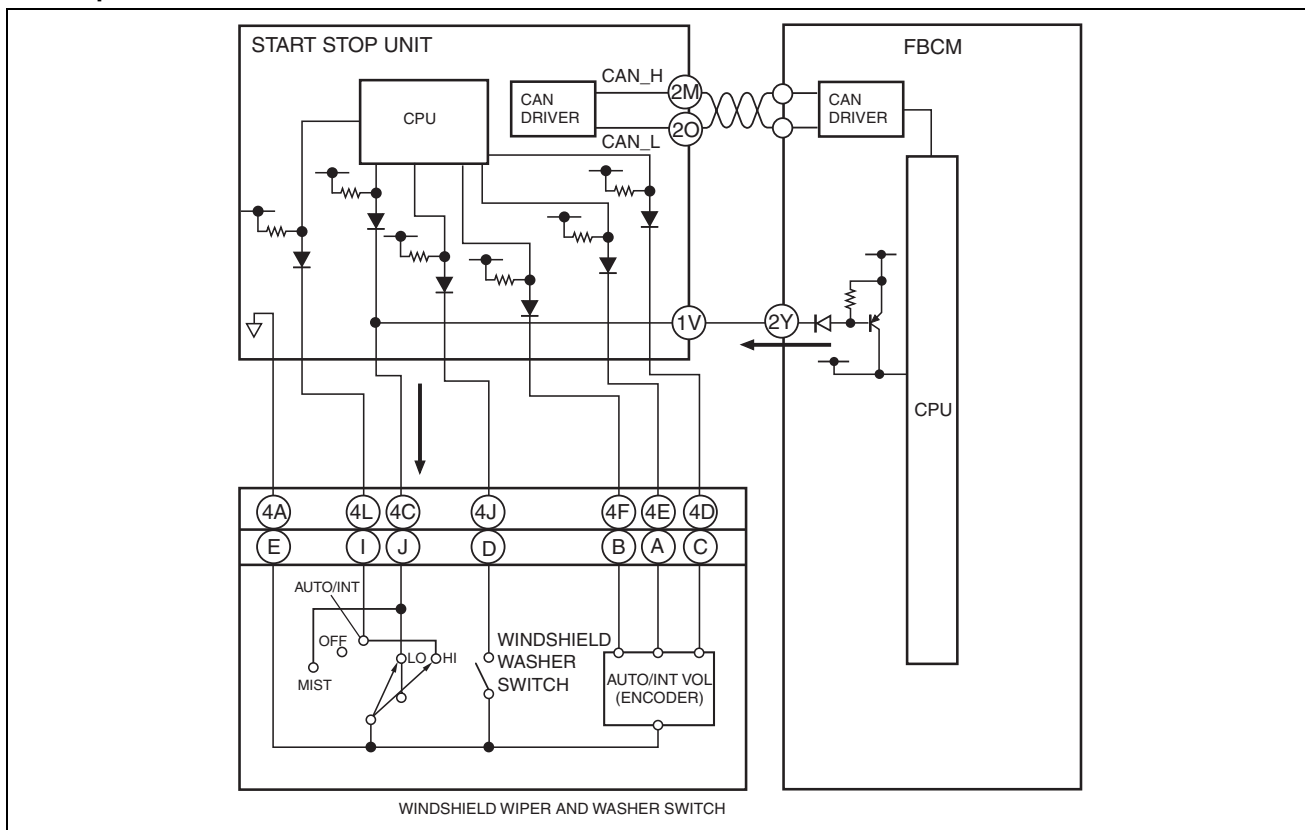 START STOP UNIT
FBCM
CPU
CAN
DRIVER
CAN_H
CAN_L
2M
2O
CAN
DRIVER
1V
2Y
CPU
4A
4L
4C
4J
4F
4E
4D
E
I
J
D
B
A
C
AUTO/INT
OFF
MIST
LO
HI
WINDSHIELD
WASHER
SWITCH
AUTO/INT VOL
(ENCODER)
WINDSHIELD WIPER AND WASHER SWITCH